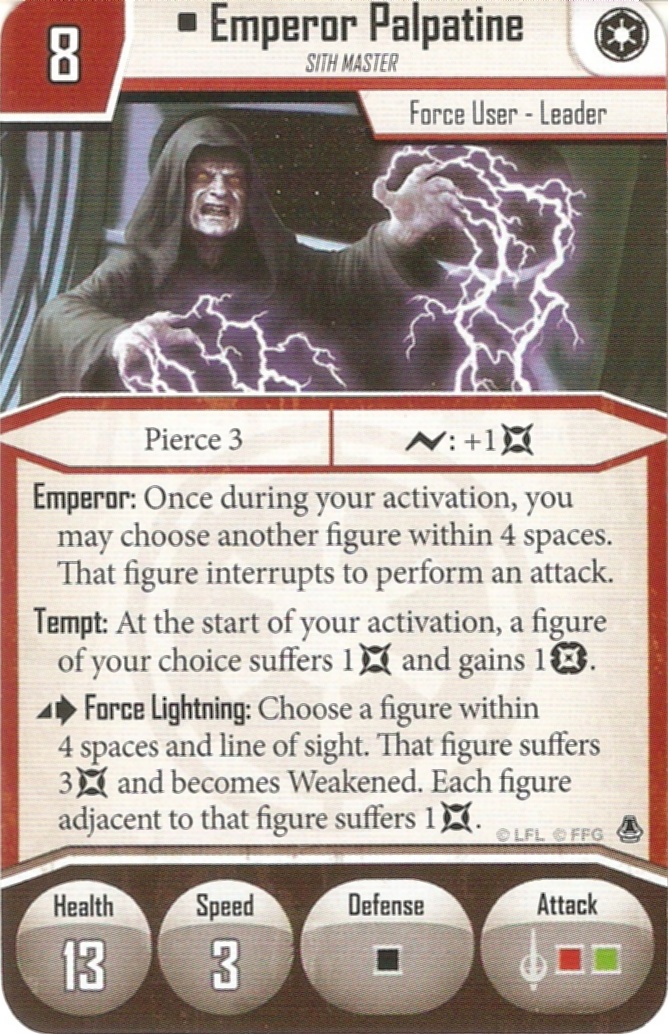 8
Emperor Palpatine
SITH MASTER
Force User - Leader
Pierce 3
: +1
Emperor: Once during your activation, you
may choose another figure within 4 spaces.
That figure interrupts to perform an attack.
Tempt: At the start of your activation, a figure
of your choice suffers 1 and gains 1.
Force Lightning: Choose a figure within
4 spaces and line of sight. That figure suffers
3 and becomes Weakened. Each figure
adjacent to that figure suffers 1.
© LFL © FFG
Health Speed Defense Attack
13 3